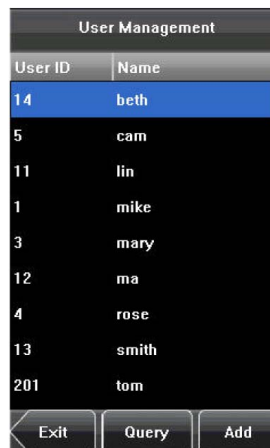 User Management
User ID Name
14 beth
5 cam
11 lin
1 mike
3 mary
12 ma
4 rose
13 smith
201 tom
Exit Query Add